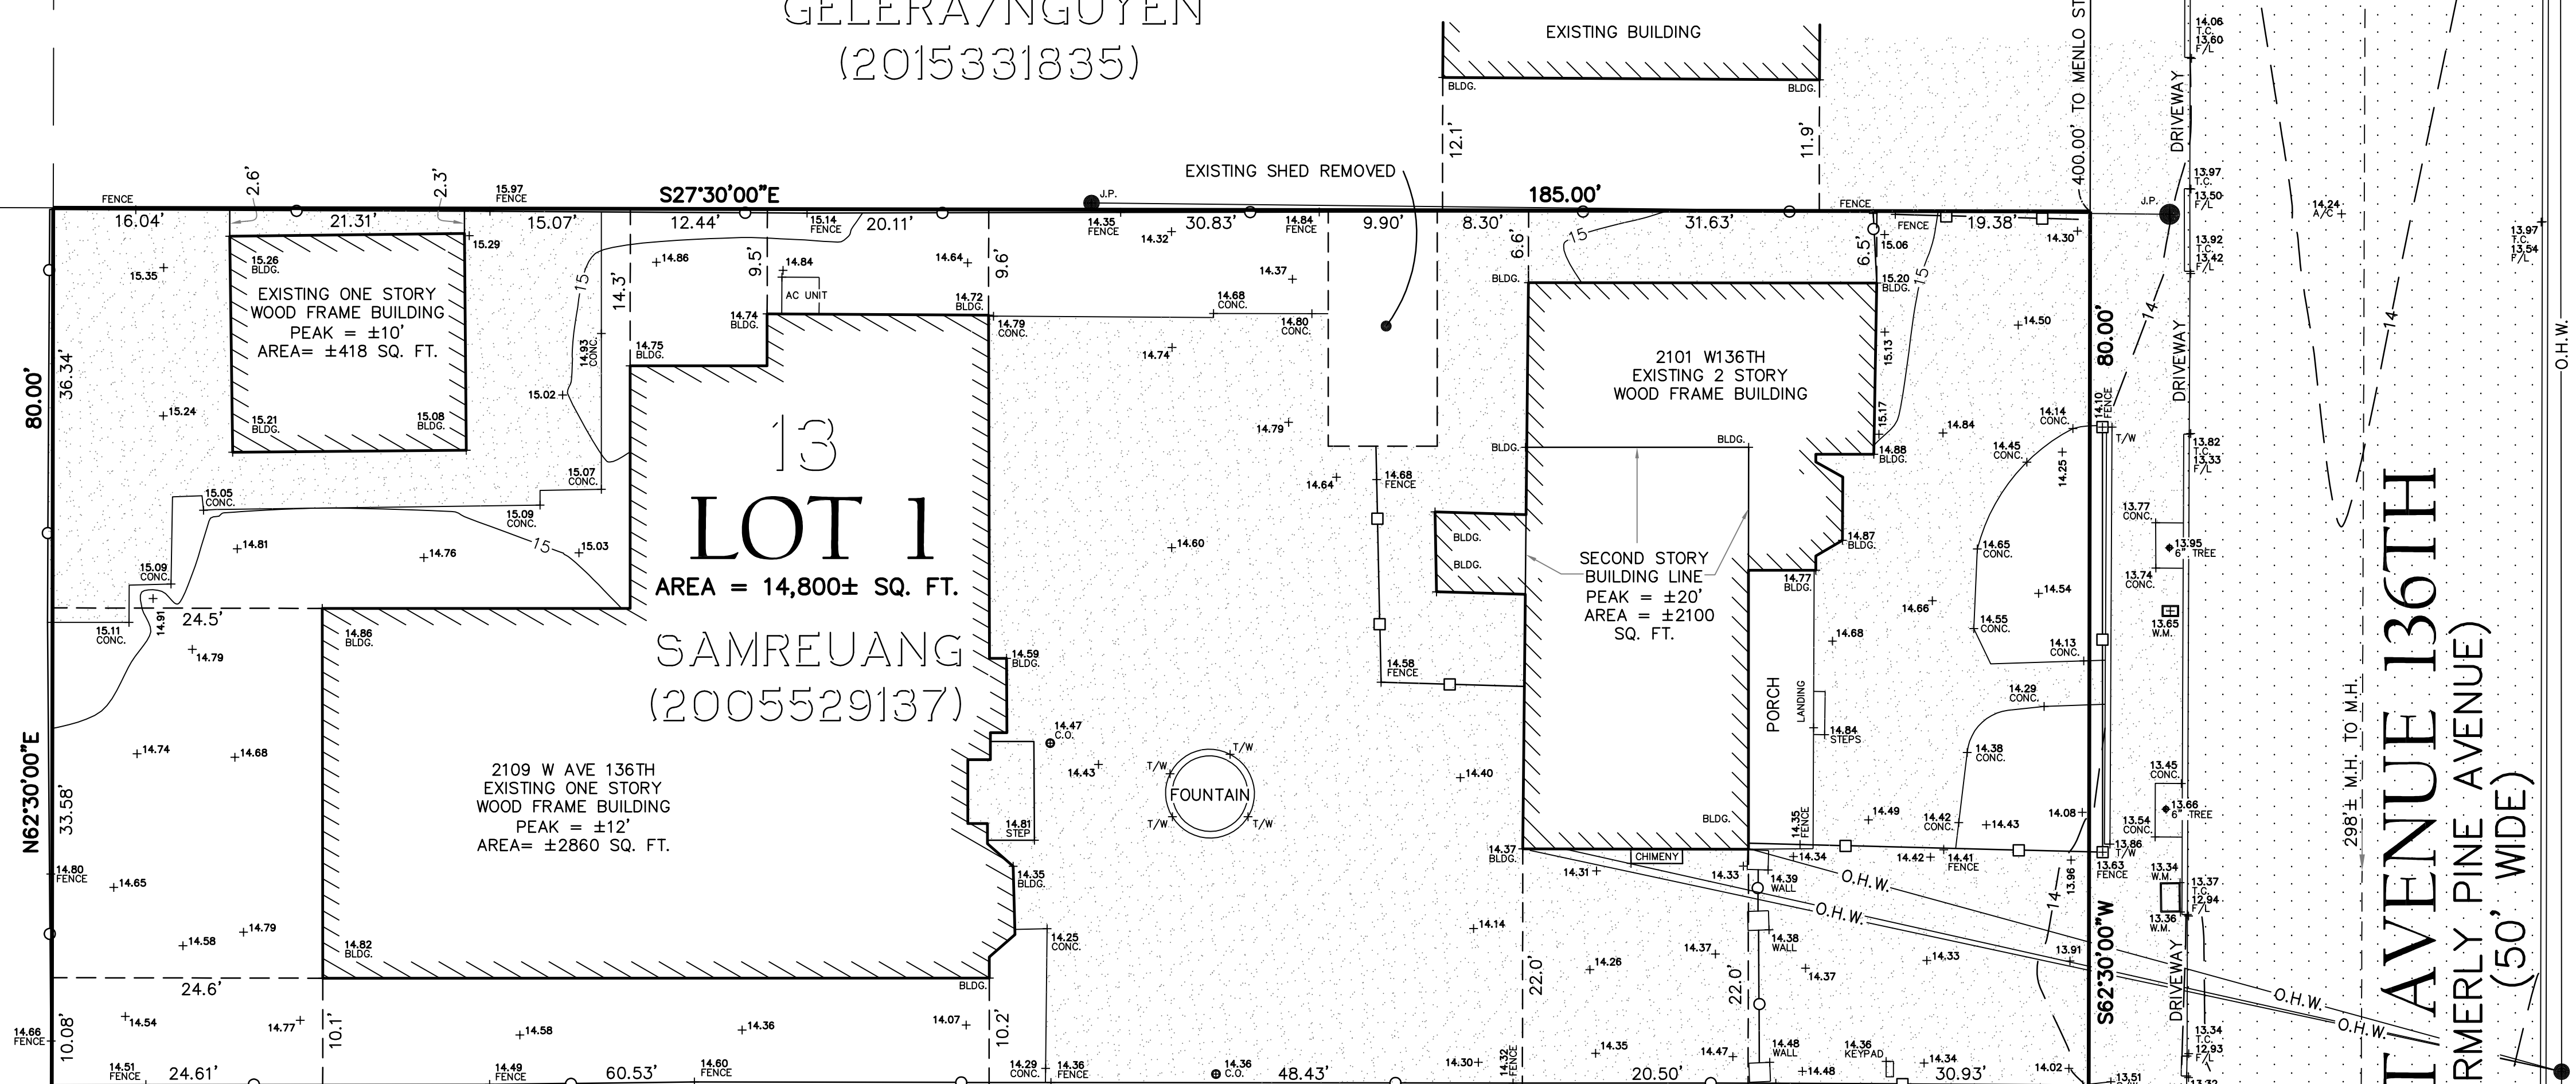 GELERA/NGUYEN
(2015331835)
EXISTING BUILDING
BLDG.
BLDG.
12.1'
11.9'
EXISTING SHED REMOVED
400.00' TO MENLO ST
DRIVEWAY
14.06
T.C.
13.60
F/L
13.97
T.C.
13.50
F/L
J.P.
J.P.
FENCE
2.6'
2.3'
15.97
FENCE
S27°30'00"E
185.00'
FENCE
16.04'
21.31'
15.07'
12.44'
15.14
FENCE
20.11'
14.35
FENCE
30.83'
14.84
FENCE
9.90'
8.30'
31.63'
FENCE
19.38'
14.30
14.32
14.37
15.29
15.35
15.26
BLDG.
EXISTING ONE STORY
WOOD FRAME BUILDING
PEAK = ±10'
AREA= ±418 SQ. FT.
15.24
15.21
BLDG.
15.08
BLDG.
80.00'
36.34'
15
14.3'
14.86
9.5'
14.84
AC UNIT
14.64
9.6'
14.74
BLDG.
14.72
BLDG.
14.75
BLDG.
14.93
CONC.
15.02
14.79
CONC.
14.68
CONC.
14.80
CONC.
14.74
14.79
14.64
14.68
FENCE
14.60
14.58
FENCE
6.6'
15
6.5'
15.06
15.20
BLDG.
15
BLDG.
2101 W136TH
EXISTING 2 STORY
WOOD FRAME BUILDING
15.13
15.17
14.50
14.84
14.88
BLDG.
BLDG.
BLDG.
14.87
BLDG.
BLDG.
BLDG.
SECOND STORY
BUILDING LINE
PEAK = ±20'
AREA = ±2100
SQ. FT.
14.77
BLDG.
PORCH
LANDING
14.84
STEPS
14.68
14.66
14.14
CONC.
14.45
CONC.
14.25
14.65
CONC.
14.54
14.55
CONC.
14.13
CONC.
14.29
CONC.
14.38
CONC.
14.49
14.42
CONC.
14.43
14.08
80.00'
14.10
FENCE
T/W
14
DRIVEWAY
13.92
T.C.
13.42
F/L
13.82
T.C.
13.33
F/L
13.77
CONC.
13.95
6" TREE
13.74
CONC.
13.65
W.M.
13.45
CONC.
13.66
6" TREE
13.54
CONC.
13.86
T/W
13.63
FENCE
13.34
W.M.
13.37
T.C.
12.94
F/L
13.36
W.M.
14.24
A/C
14
13.97
T.C.
13.54
F/L
O.H.W.
13
LOT 1
AREA = 14,800± SQ. FT.
SAMREUANG
(2005529137)
15.05
CONC.
15.07
CONC.
15.09
CONC.
15
15.03
14.81
14.76
15.09
CONC.
14.91
15.11
CONC.
24.5'
14.79
14.86
BLDG.
14.74
14.68
N62°30'00"E
33.58'
2109 W AVE 136TH
EXISTING ONE STORY
WOOD FRAME BUILDING
PEAK = ±12'
AREA= ±2860 SQ. FT.
14.59
BLDG.
14.47
C.O.
14.43
14.81
STEP
14.35
BLDG.
14.25
CONC.
T/W
T/W
FOUNTAIN
T/W
T/W
14.40
14.37
BLDG.
BLDG.
CHIMENY
14.35
FENCE
14.34
14.42
14.41
FENCE
14.31
14.33
14.39
WALL
O.H.W.
O.H.W.
13.96
14
14.80
FENCE
14.65
14.58
14.79
14.82
BLDG.
24.6'
BLDG.
14.14
22.0'
14.26
14.37
22.0'
14.38
WALL
14.37
14.33
13.91
S62°30'00"W
DRIVEWAY
O.H.W.
O.H.W.
298'± M.H. TO M.H.
T AVENUE 136TH
RMERLY PINE AVENUE)
(50' WIDE)
14.66
FENCE
10.08'
14.54
14.77
10.1'
14.58
14.36
14.07
10.2'
14.51
FENCE
24.61'
14.49
FENCE
60.53'
14.60
FENCE
14.29
CONC.
14.36
FENCE
14.36
C.O.
48.43'
14.30
14.32
FENCE
14.35
20.50'
14.47
14.48
WALL
14.48
14.36
KEYPAD
14.34
30.93'
14.02
13.51
13.34
T.C.
12.93
F/L
13.32